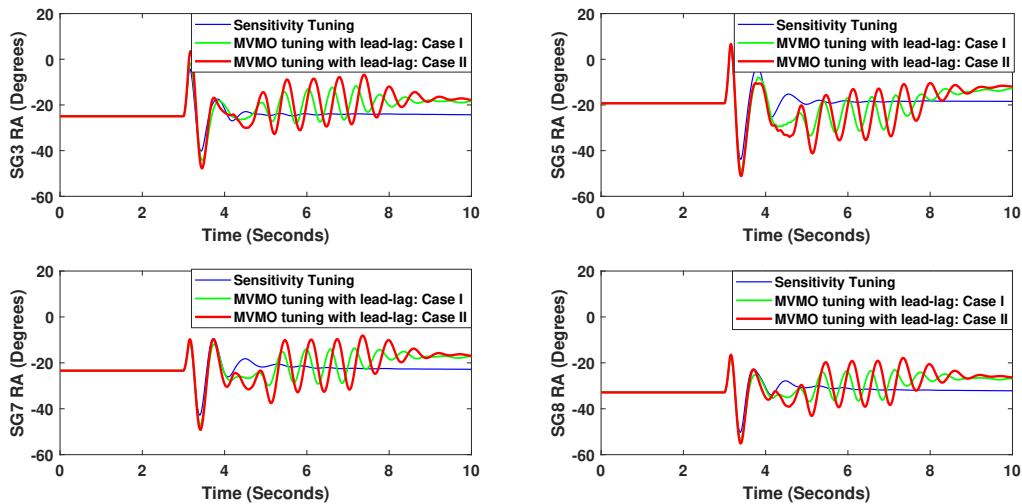 20
0
-20
-40
-60
SG3 RA (Degrees)
Sensitivity Tuning
MVMO tuning with lead-lag: Case I
MVMO tuning with lead-lag: Case II
0 2 4 6 8 10
Time (Seconds)
20
0
-20
-40
-60
SG5 RA (Degrees)
Sensitivity Tuning
MVMO tuning with lead-lag: Case I
MVMO tuning with lead-lag: Case II
0 2 4 6 8 10
Time (Seconds)
20
0
-20
-40
-60
SG7 RA (Degrees)
Sensitivity Tuning
MVMO tuning with lead-lag: Case I
MVMO tuning with lead-lag: Case II
0 2 4 6 8 10
Time (Seconds)
20
0
-20
-40
-60
SG8 RA (Degrees)
Sensitivity Tuning
MVMO tuning with lead-lag: Case I
MVMO tuning with lead-lag: Case II
0 2 4 6 8 10
Time (Seconds)